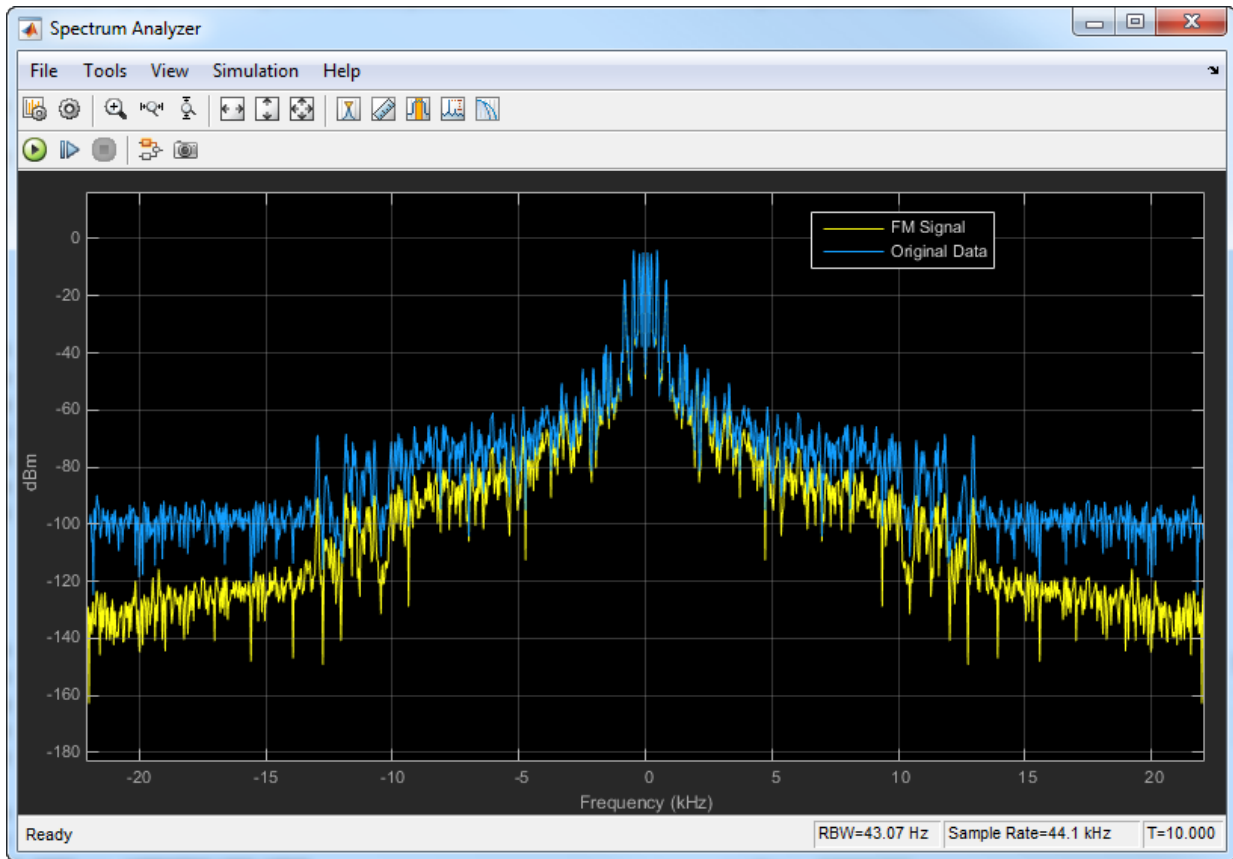 Spectrum Analyzer
File Tools View Simulation Help
FM Signal
Original Data
0
-20
-40
-60
-80
-100
-120
-140
-160
-180
dBm
-20 -15 -10 -5 0 5 10 15 20
Frequency (kHz)
Ready RBW=43.07 Hz Sample Rate=44.1 kHz T=10.000